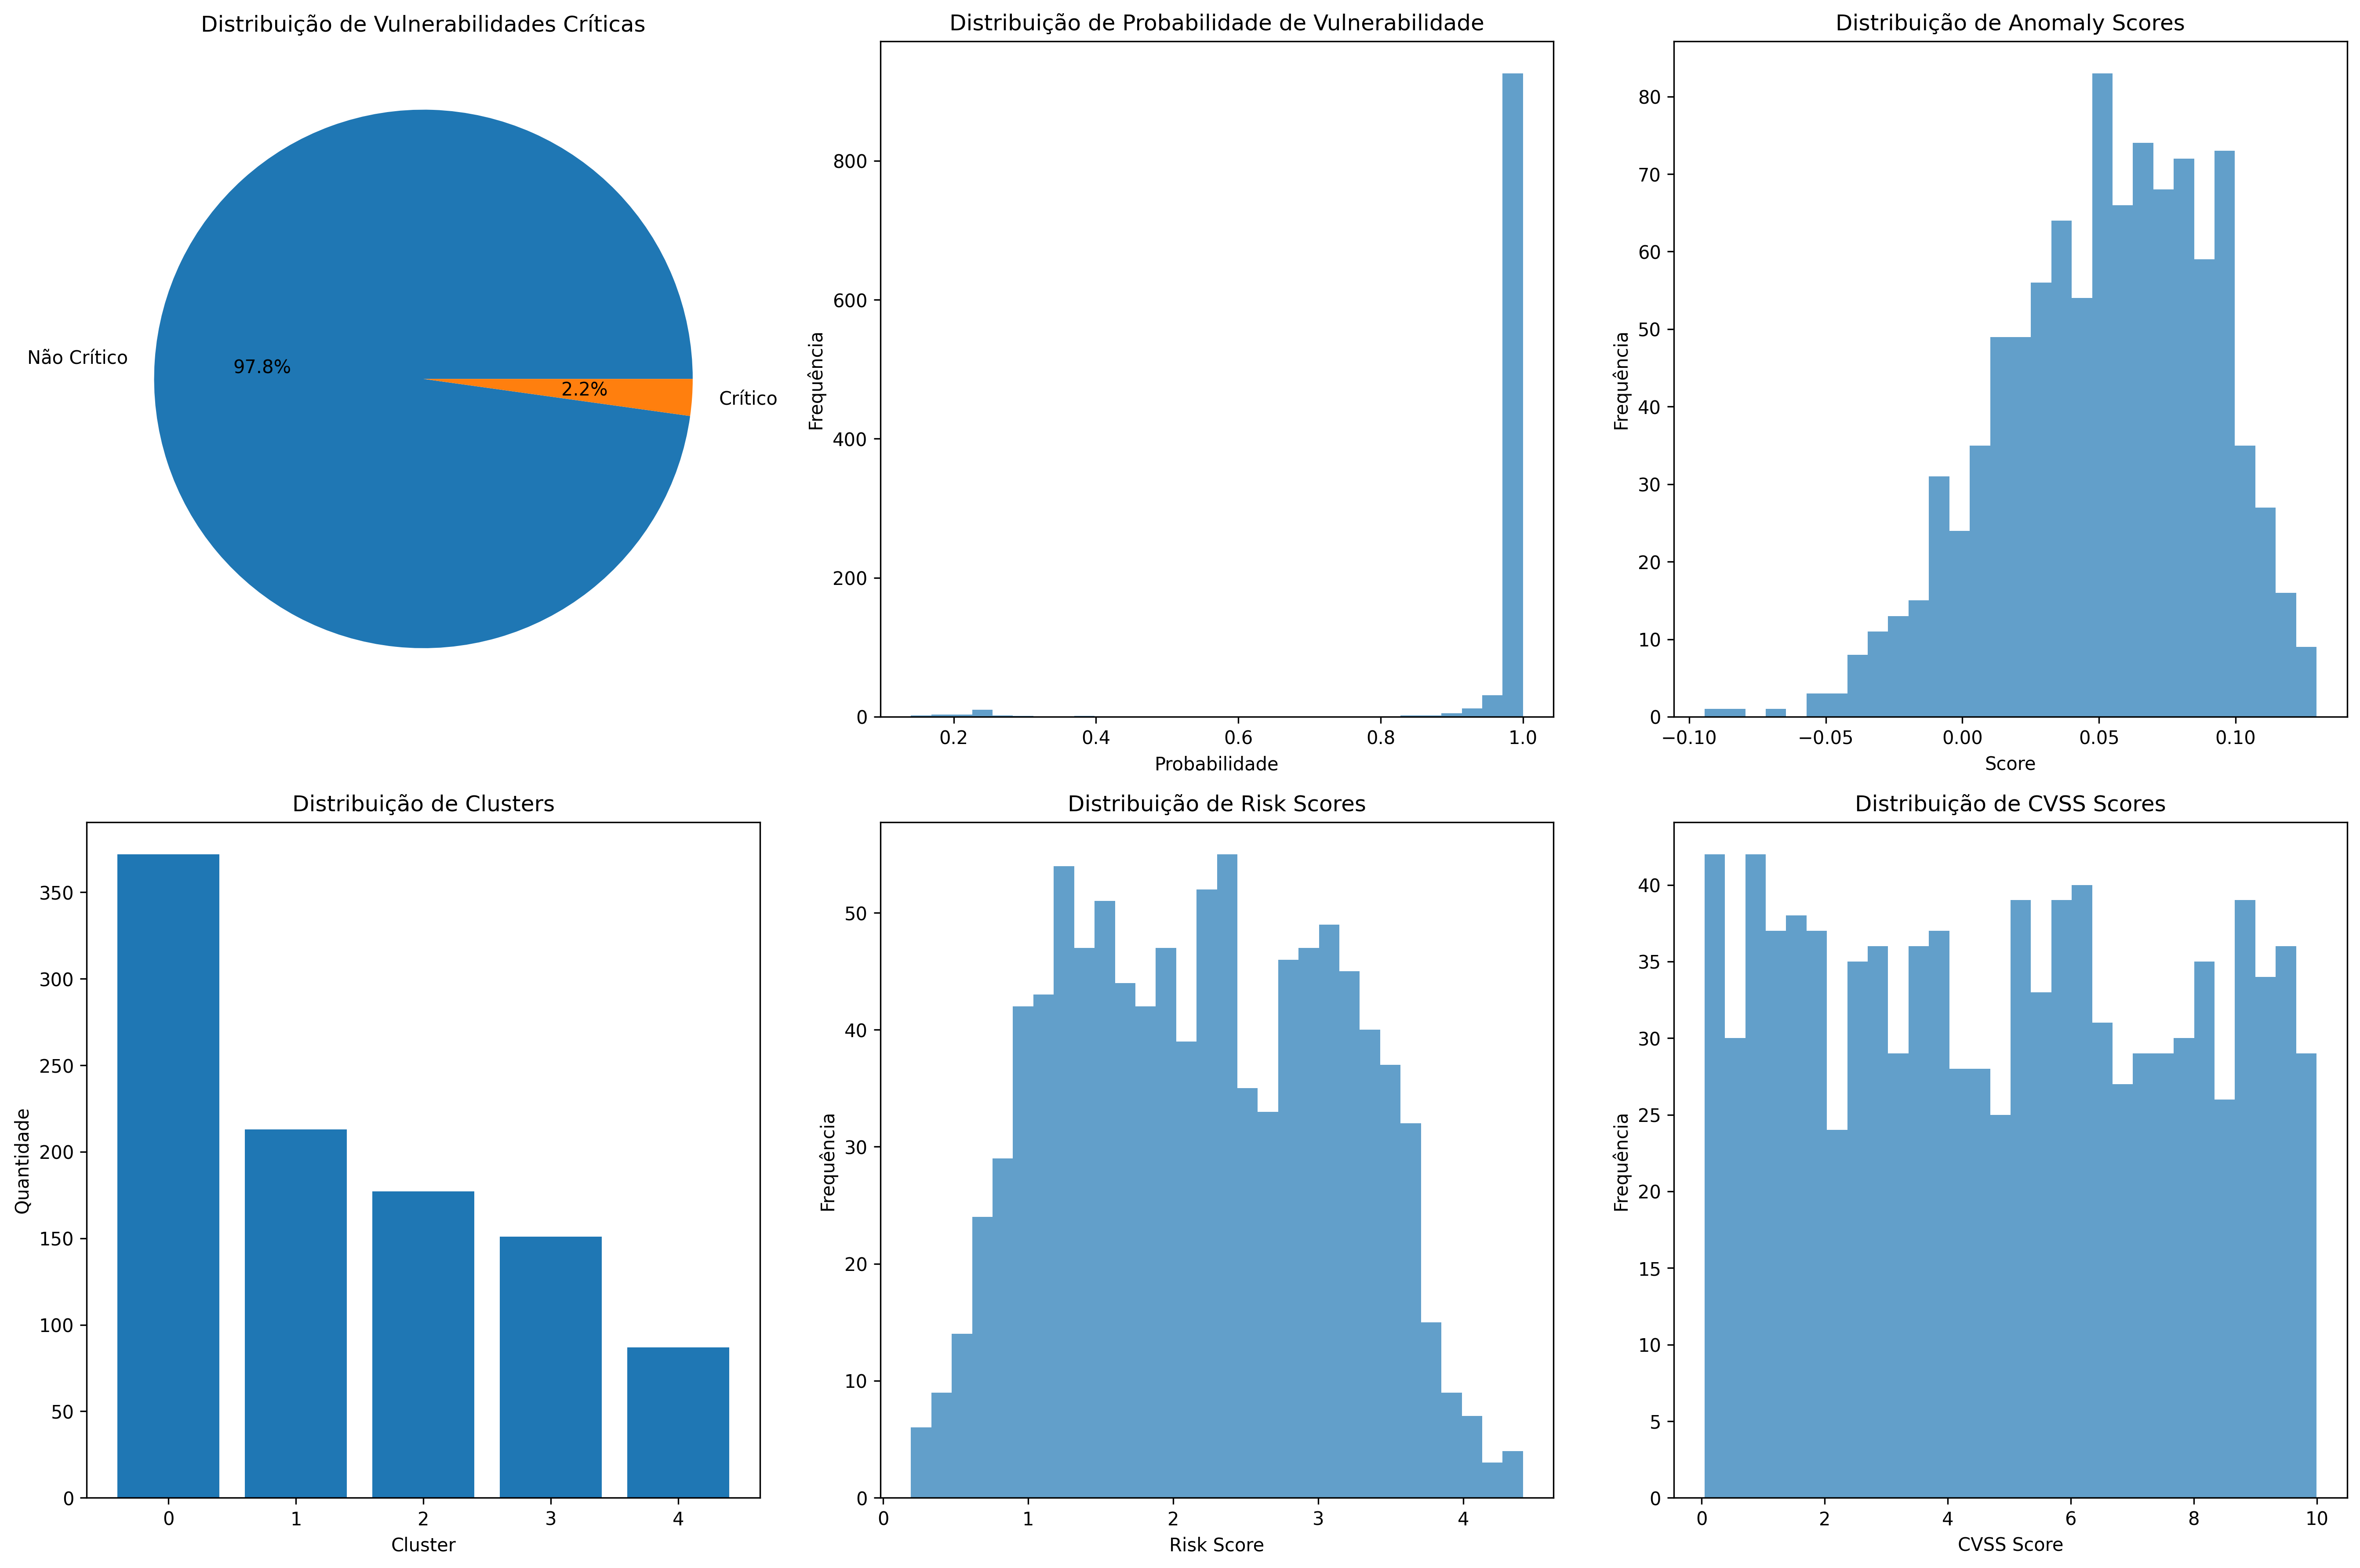 Distribuição de Vulnerabilidades Críticas
Não Crítico
97.8%
2.2%
Crítico
Distribuição de Probabilidade de Vulnerabilidade
Frequência
800
600
400
200
0
0.2 0.4 0.6 0.8 1.0
Probabilidade
Distribuição de Anomaly Scores
Frequência
80
70
60
50
40
30
20
10
0
−0.10 −0.05 0.00 0.05 0.10
Score
Distribuição de Clusters
Quantidade
350
300
250
200
150
100
50
0
0 1 2 3 4
Cluster
Distribuição de Risk Scores
Frequência
50
40
30
20
10
0
0 1 2 3 4
Risk Score
Distribuição de CVSS Scores
Frequência
40
35
30
25
20
15
10
5
0
0 2 4 6 8 10
CVSS Score